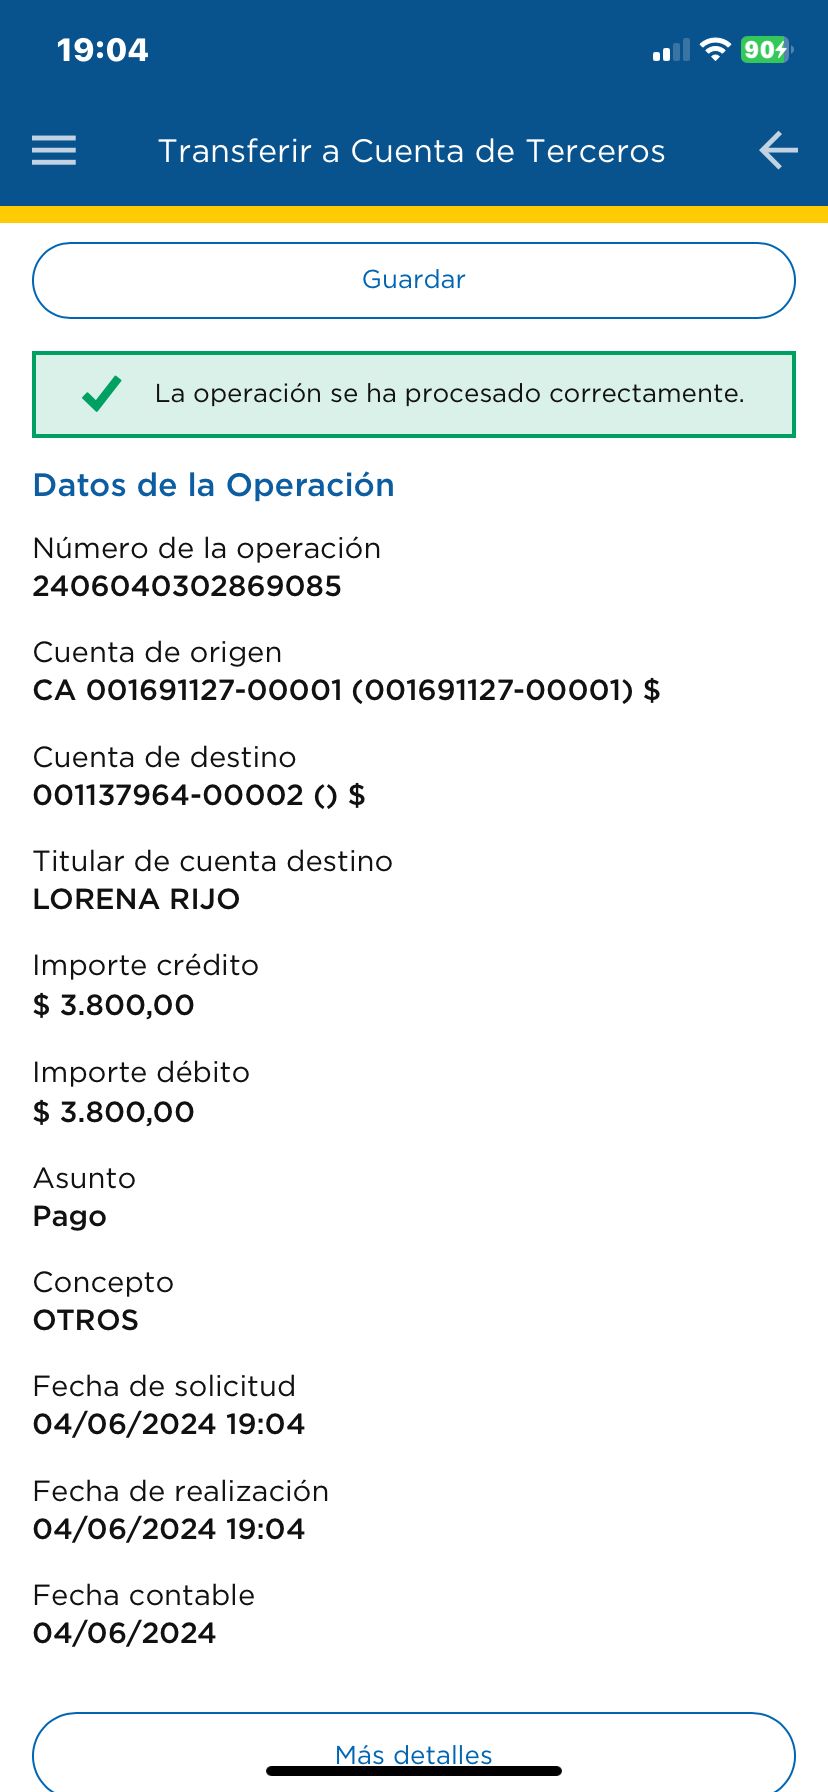 19:04
90
Transferir a Cuenta de Terceros
Guardar
La operación se ha procesado correctamente.
Datos de la Operación
Número de la operación
2406040302869085
Cuenta de origen
CA 001691127-00001 (001691127-00001) $
Cuenta de destino
001137964-00002 () $
Titular de cuenta destino
LORENA RIJO
Importe crédito
$ 3.800,00
Importe débito
$ 3.800,00
Asunto
Pago
Concepto
OTROS
Fecha de solicitud
04/06/2024 19:04
Fecha de realización
04/06/2024 19:04
Fecha contable
04/06/2024
Más detalles